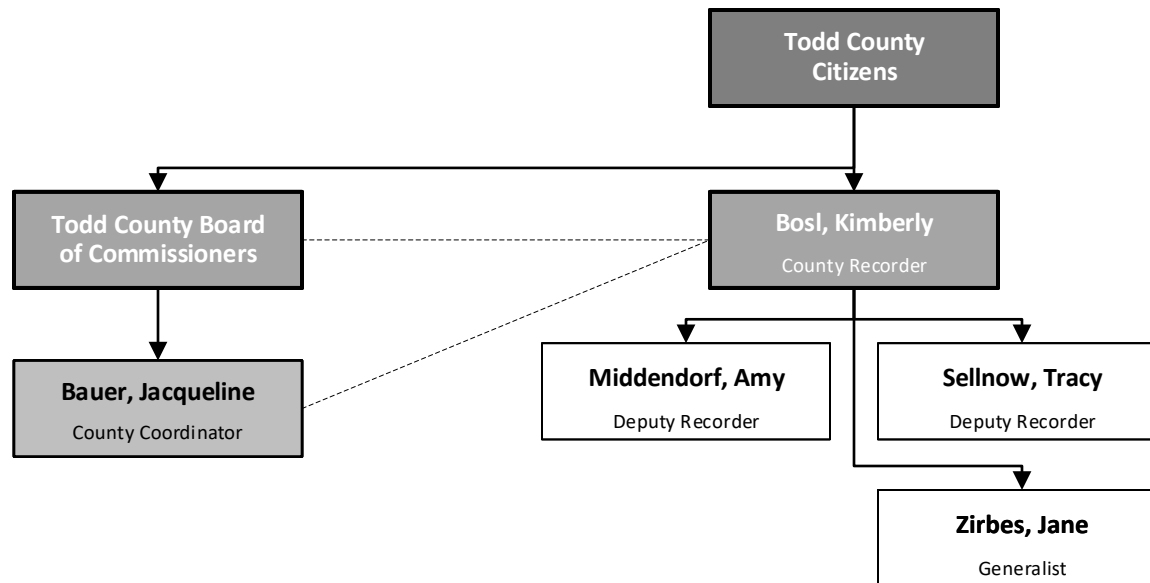 Todd County
Citizens
Todd County Board
of Commissioners
Bosl, Kimberly
County Recorder
Bauer, Jacqueline
County Coordinator
Middendorf, Amy
Deputy Recorder
Sellnow, Tracy
Deputy Recorder
Zirbes, Jane
Generalist